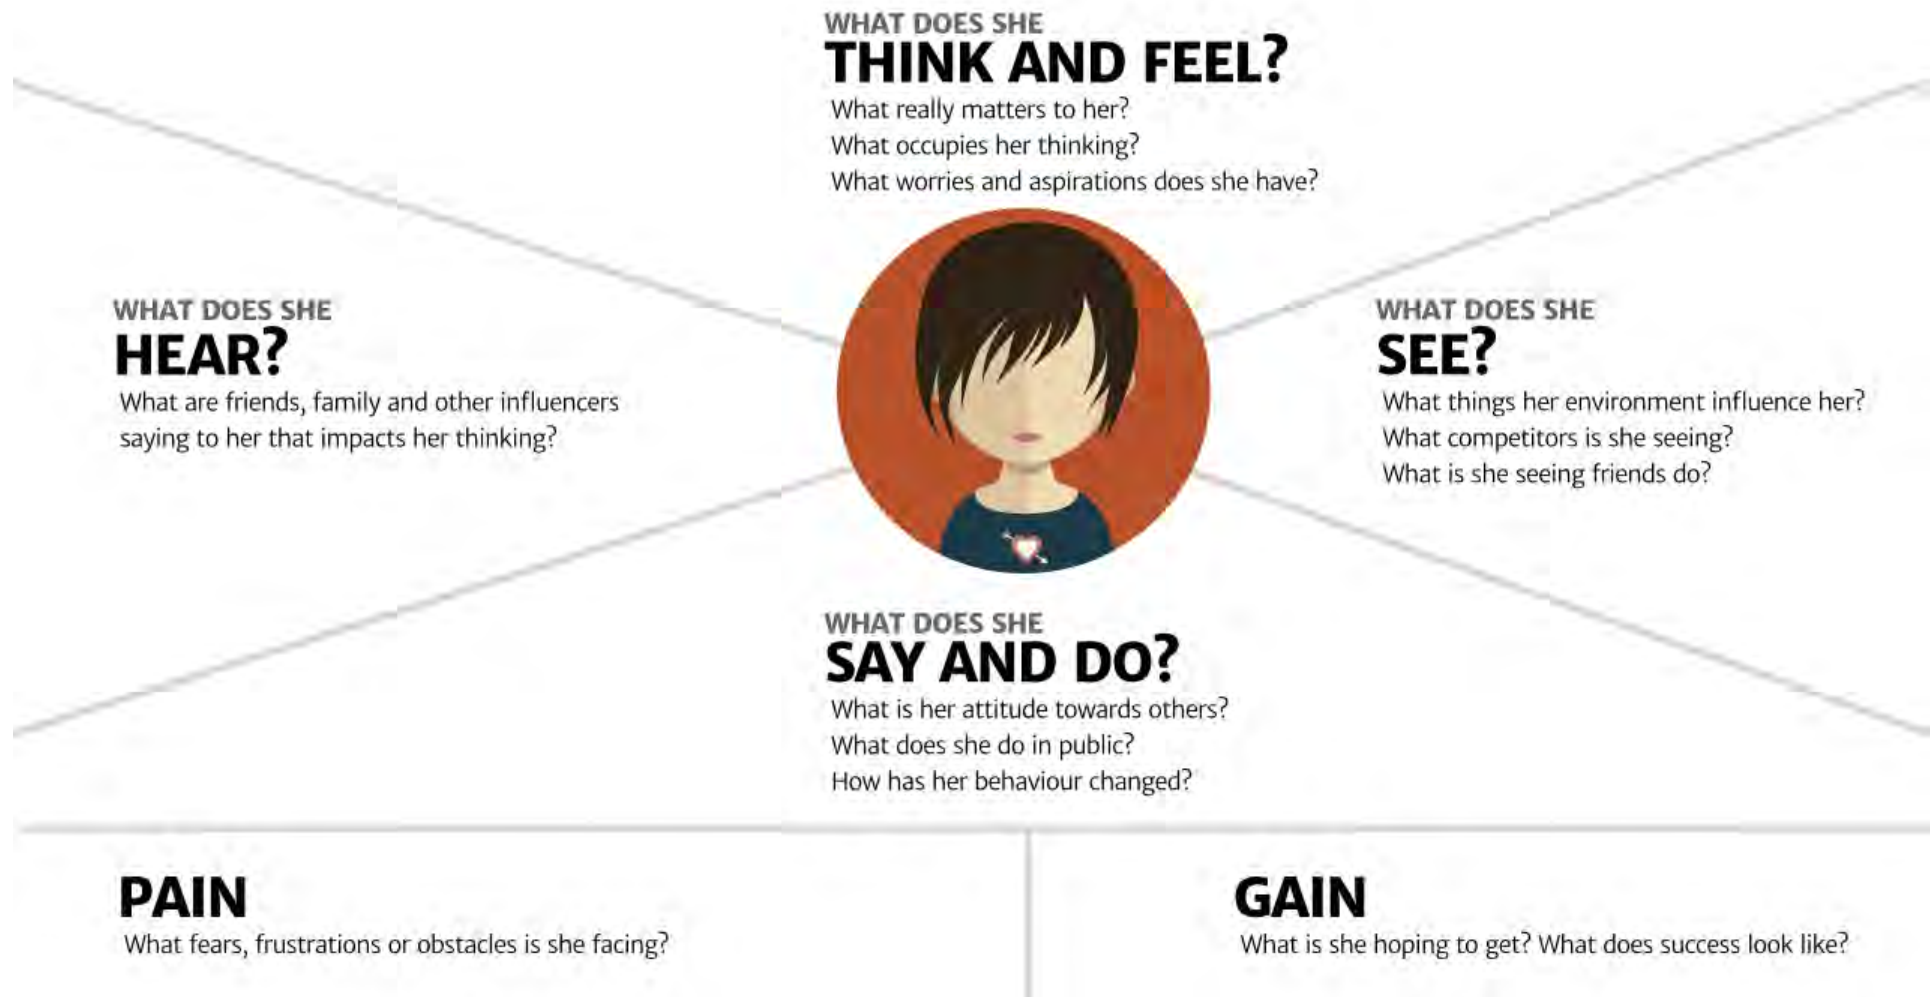 WHAT DOES SHE
THINK AND FEEL?
What really matters to her?
What occupies her thinking?
What worries and aspirations does she have?
WHAT DOES SHE
HEAR?
What are friends, family and other influencers
saying to her that impacts her thinking?
WHAT DOES SHE
SEE?
What things her environment influence her?
What competitors is she seeing?
What is she seeing friends do?
WHAT DOES SHE
SAY AND DO?
What is her attitude towards others?
What does she do in public?
How has her behaviour changed?
PAIN
What fears, frustrations or obstacles is she facing?
GAIN
What is she hoping to get? What does success look like?